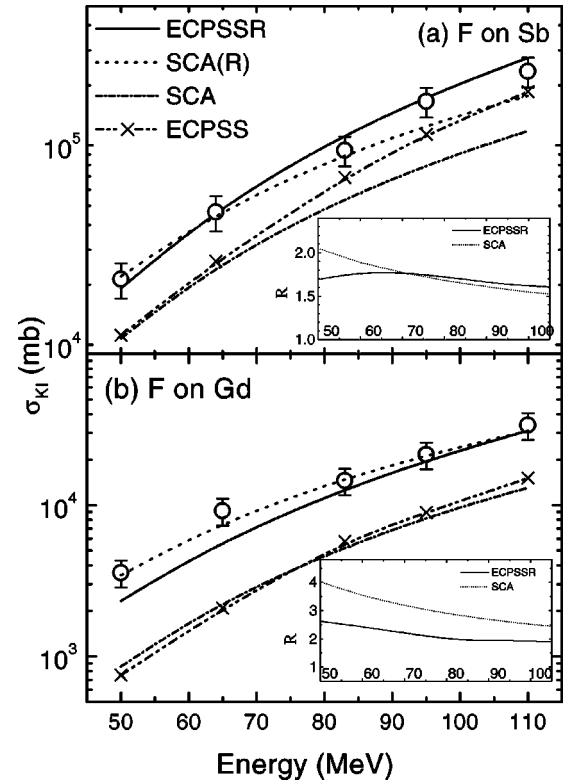 ECPSSR
SCA(R)
SCA
ECPSS
(a) F on Sb
10^5
10^4
ECPSSR
SCA
2.0
1.5
1.0
R
50 60 70 80 90 100
σ_KI (mb)
(b) F on Gd
10^4
10^3
ECPSSR
SCA
4
3
2
1
R
50 60 70 80 90 100
50 60 70 80 90 100 110
Energy (MeV)